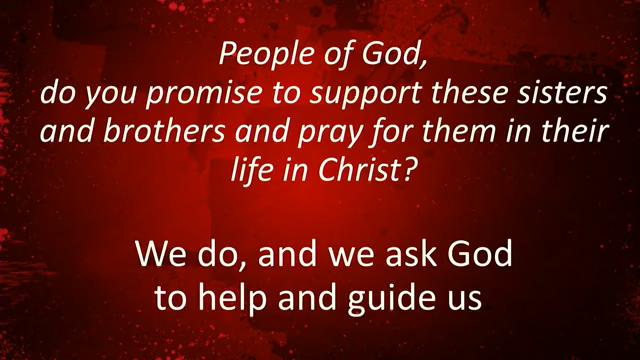 People of God,
do you promise to support these sisters
and brothers and pray for them in their
life in Christ?
We do, and we ask God
to help and guide us